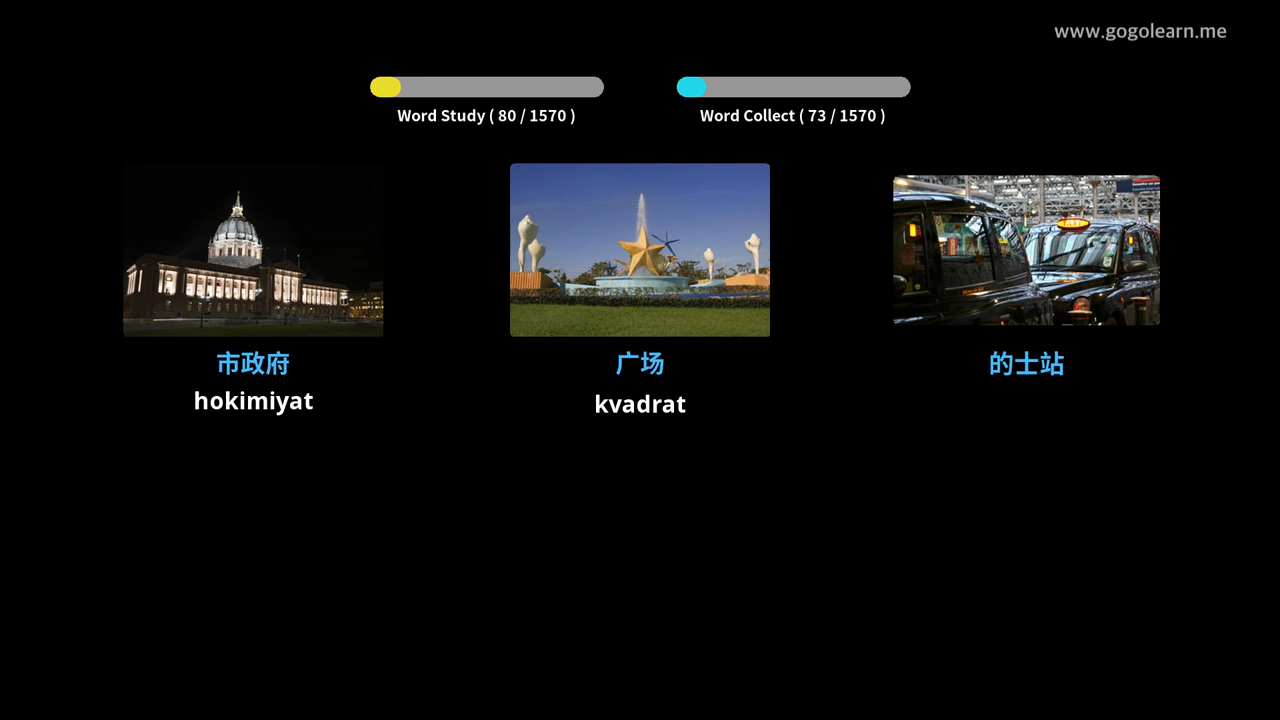 www.gogolearn.me
Word Study ( 80 / 1570 )
Word Collect ( 73 / 1570 )
TAXI
市政府
广场
的士站
hokimiyat
kvadrat